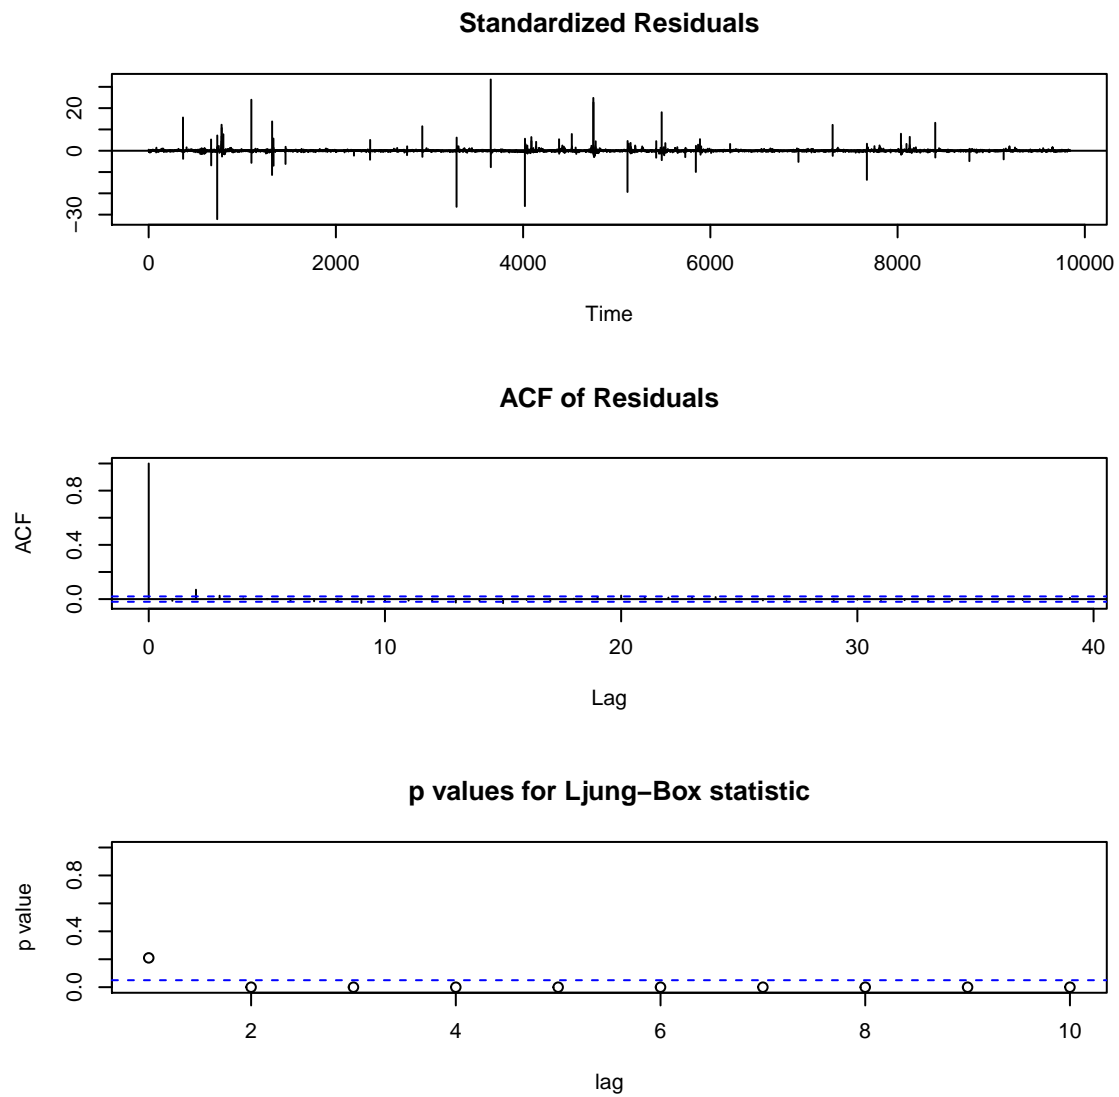 Standardized Residuals
20
0
−30
0 2000 4000 6000 8000 10000
Time
ACF of Residuals
ACF
0.8
0.4
0.0
0 10 20 30 40
Lag
p values for Ljung−Box statistic
p value
0.8
0.4
0.0
2 4 6 8 10
lag